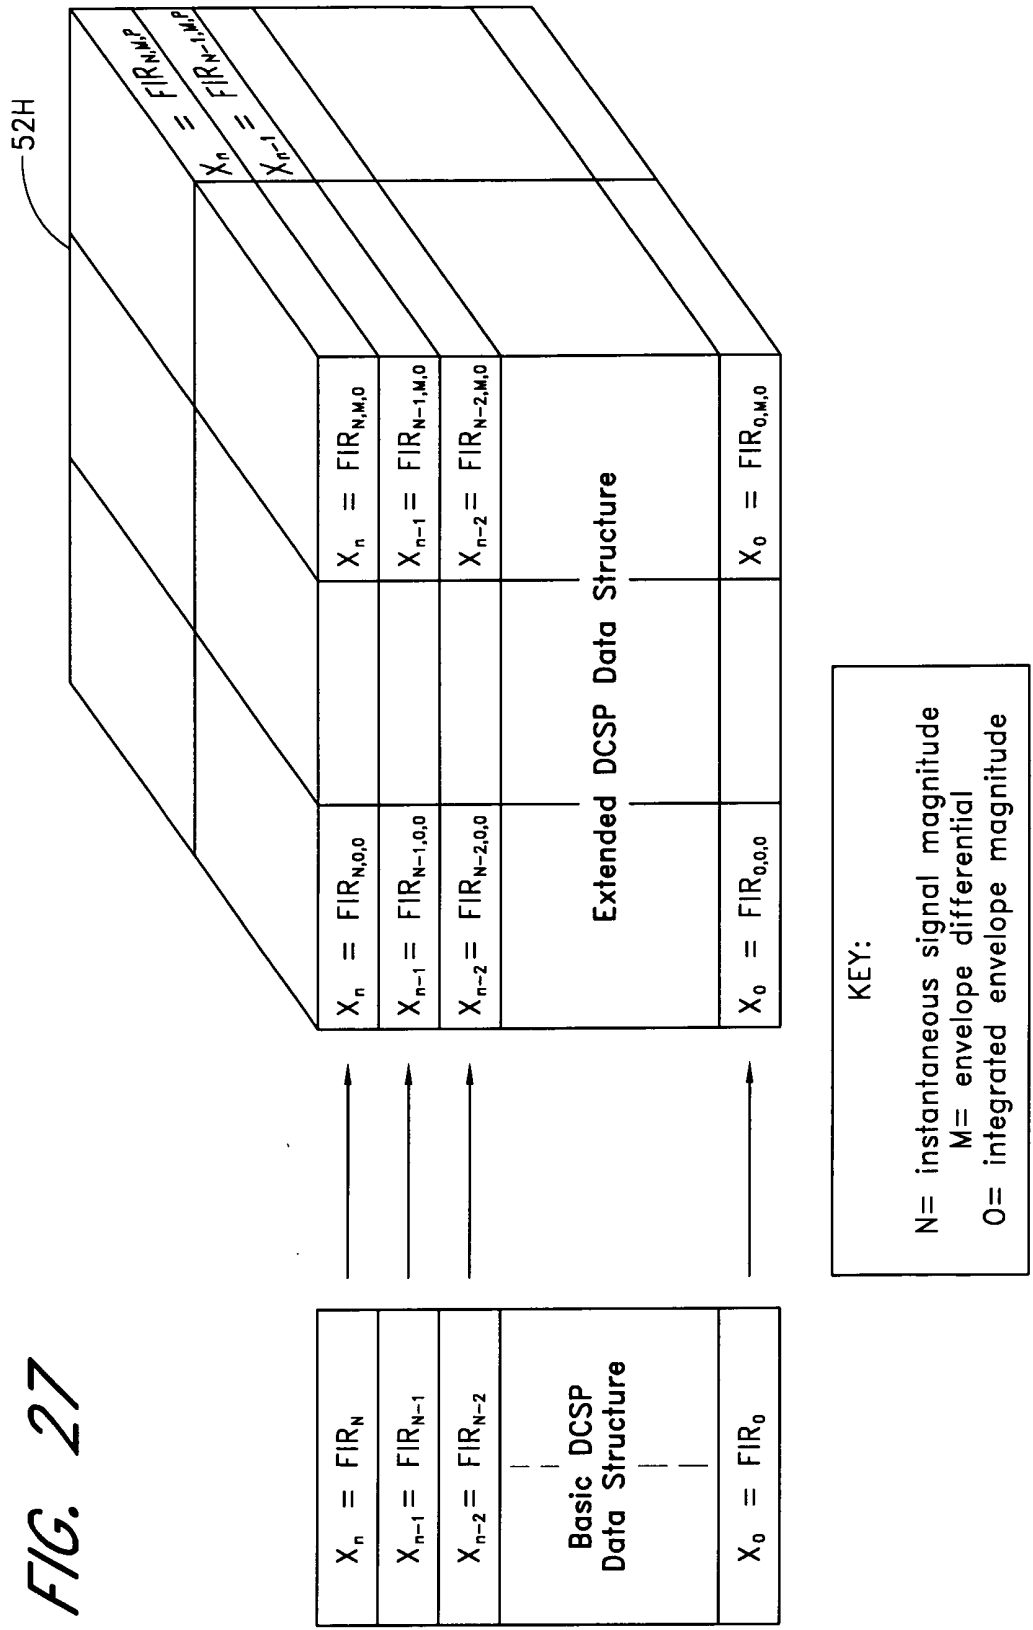 FIG. 27
52H
X_n = FIR_N
X_n-1 = FIR_N-1
X_n-2 = FIR_N-2
Basic DCSP
Data Structure
X_0 = FIR_0
X_n = FIR_N,0,0
X_n-1 = FIR_N-1,0,0
X_n-2 = FIR_N-2,0,0
X_0 = FIR_0,0,0
Extended DCSP Data Structure
X_n = FIR_N,M,0
X_n-1 = FIR_N-1,M,0
X_n-2 = FIR_N-2,M,0
X_0 = FIR_0,M,0
X_n = FIR_N,M,P
X_n-1 = FIR_N-1,M,P
KEY:
N= instantaneous signal magnitude
M= envelope differential
O= integrated envelope magnitude